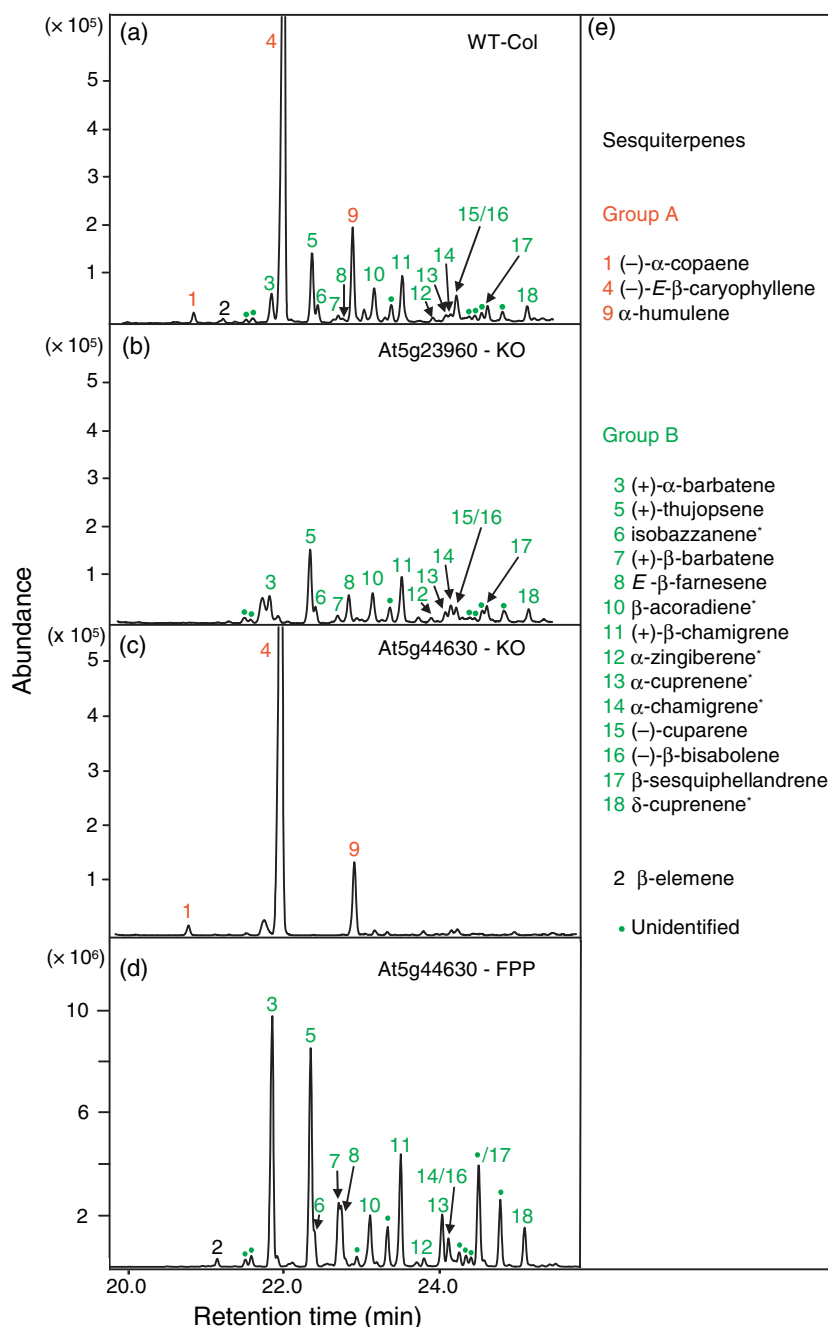 (× 10⁵)
(a)
WT-Col
4
5
4
3
2
1
1
2
3
5
6
7
8
9
10
11
12
13
14
15/16
17
18
(× 10⁵)
(b)
At5g23960 - KO
5
4
3
2
1
3
5
6
7
8
10
11
12
13
14
15/16
17
18
(× 10⁵)
(c)
At5g44630 - KO
5
4
3
2
1
1
4
9
(× 10⁶)
(d)
At5g44630 - FPP
10
6
2
2
3
5
6
7
8
10
11
12
13
14/16
•/17
18
20.0 22.0 24.0
Retention time (min)
Abundance
(e)
Sesquiterpenes
Group A
1 (–)-α-copaene
4 (–)-E-β-caryophyllene
9 α-humulene
Group B
3 (+)-α-barbatene
5 (+)-thujopsene
6 isobazzanene*
7 (+)-β-barbatene
8 E -β-farnesene
10 β-acoradiene*
11 (+)-β-chamigrene
12 α-zingiberene*
13 α-cuprenene*
14 α-chamigrene*
15 (–)-cuparene
16 (–)-β-bisabolene
17 β-sesquiphellandrene
18 δ-cuprenene*
2 β-elemene
• Unidentified